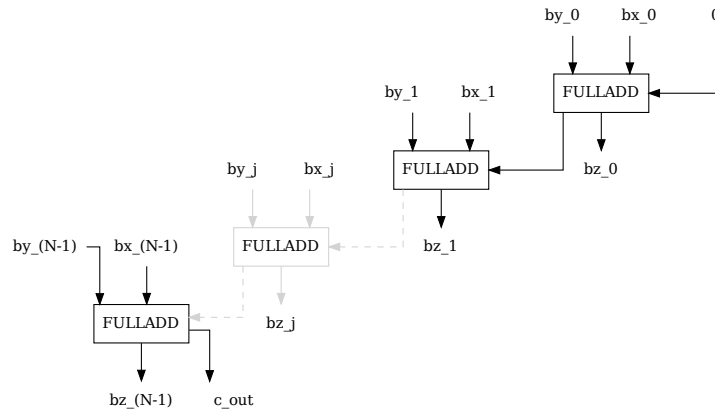 by_0 bx_0 0
FULLADD
by_1 bx_1
bz_0
FULLADD
by_j bx_j
bz_1
FULLADD
by_(N-1) bx_(N-1)
bz_j
FULLADD
bz_(N-1) c_out